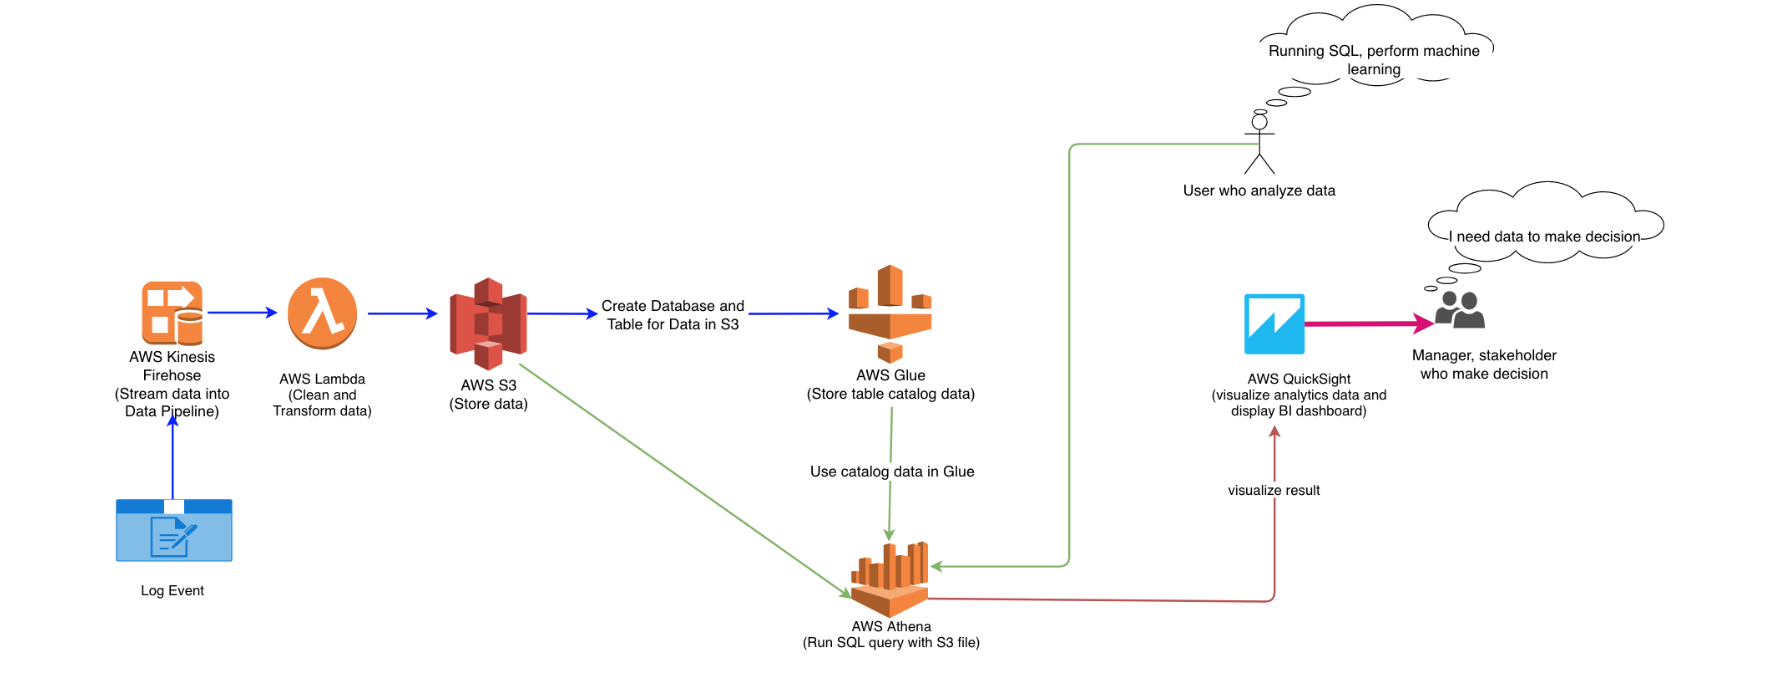 Running SQL, perform machine
learning
User who analyze data
I need data to make decision
Create Database and
Table for Data in S3
AWS Kinesis
Firehose
(Stream data into
Data Pipeline)
AWS Lambda
(Clean and
Transform data)
AWS S3
(Store data)
AWS Glue
(Store table catalog data)
AWS QuickSight
(visualize analytics data and
display BI dashboard)
Manager, stakeholder
who make decision
Use catalog data in Glue
visualize result
Log Event
AWS Athena
(Run SQL query with S3 file)